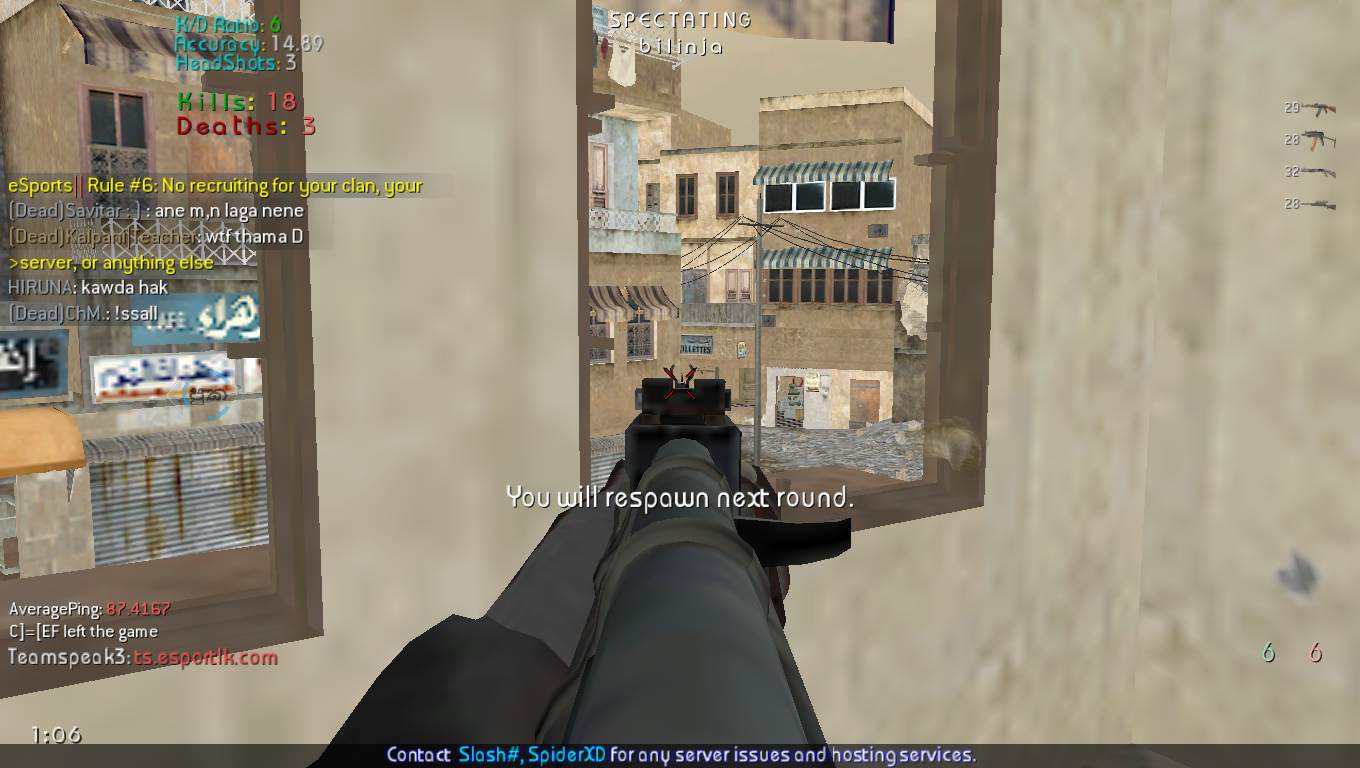 SPECTATING
bilinja
K/D Ratio: 6
Accuracy: 14.89
HeadShots: 3
Kills: 18
Deaths: 3
29
28
32
28
eSports|| Rule #6: No recruiting for your clan, your
(Dead)Savitar : ) : ane m,n laga nene
(Dead)Kalpani Teacher: wtf thama D
>server, or anything else
HIRUNA: kawda hak
(Dead)ChM.: !ssall
You will respawn next round.
AveragePing: 87.4167
C]=[EF left the game
Teamspeak3:ts.esportlk.com
6 6
1:06
Contact Slash#, SpiderXD for any server issues and hosting services.